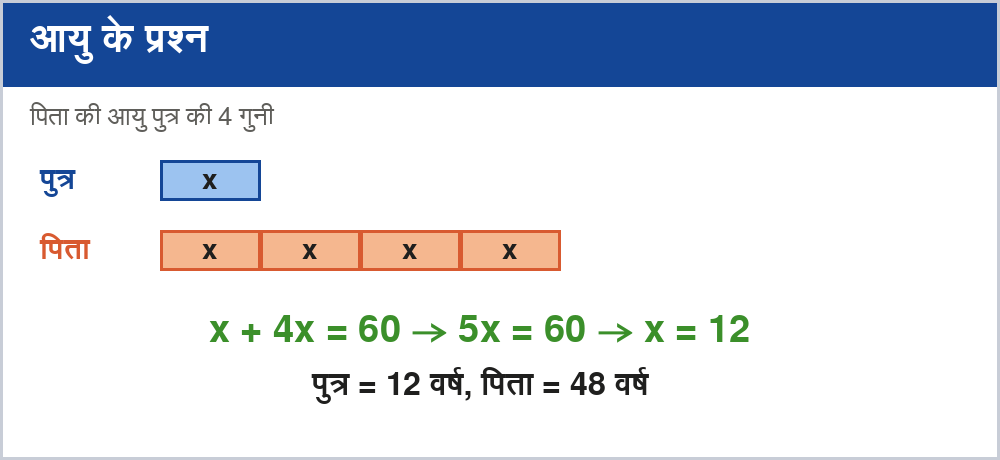 आयु के प्रश्न
पिता की आयु पुत्र की 4 गुनी
पुत्र x
पिता x x x x
x + 4x = 60 → 5x = 60 → x = 12
पुत्र = 12 वर्ष, पिता = 48 वर्ष